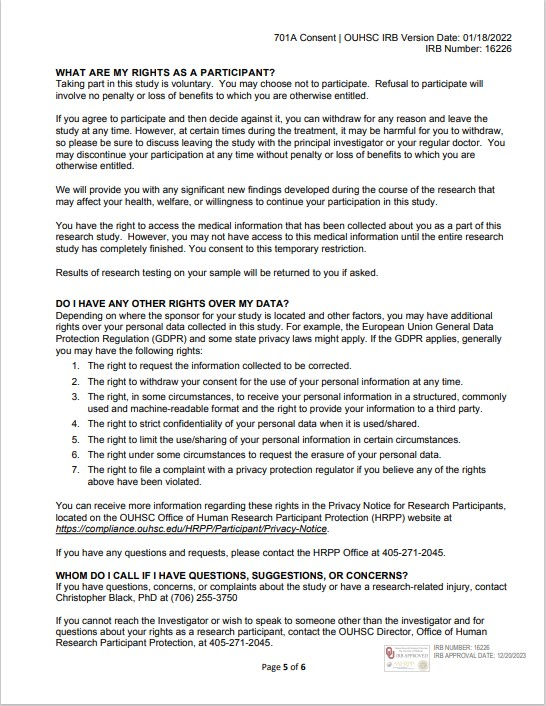 701A Consent | OUHSC IRB Version Date: 01/18/2022
IRB Number: 16226
WHAT ARE MY RIGHTS AS A PARTICIPANT?
Taking part in this study is voluntary. You may choose not to participate. Refusal to participate will
involve no penalty or loss of benefits to which you are otherwise entitled.
If you agree to participate and then decide against it, you can withdraw for any reason and leave the
study at any time. However, at certain times during the treatment, it may be harmful for you to withdraw,
so please be sure to discuss leaving the study with the principal investigator or your regular doctor. You
may discontinue your participation at any time without penalty or loss of benefits to which you are
otherwise entitled.
We will provide you with any significant new findings developed during the course of the research that
may affect your health, welfare, or willingness to continue your participation in this study.
You have the right to access the medical information that has been collected about you as a part of this
research study. However, you may not have access to this medical information until the entire research
study has completely finished. You consent to this temporary restriction.
Results of research testing on your sample will be returned to you if asked.
DO I HAVE ANY OTHER RIGHTS OVER MY DATA?
Depending on where the sponsor for your study is located and other factors, you may have additional
rights over your personal data collected in this study. For example, the European Union General Data
Protection Regulation (GDPR) and some state privacy laws might apply. If the GDPR applies, generally
you may have the following rights:
1. The right to request the information collected to be corrected.
2. The right to withdraw your consent for the use of your personal information at any time.
3. The right, in some circumstances, to receive your personal information in a structured, commonly
used and machine-readable format and the right to provide your information to a third party.
4. The right to strict confidentiality of your personal data when it is used/shared.
5. The right to limit the use/sharing of your personal information in certain circumstances.
6. The right under some circumstances to request the erasure of your personal data.
7. The right to file a complaint with a privacy protection regulator if you believe any of the rights
above have been violated.
You can receive more information regarding these rights in the Privacy Notice for Research Participants,
located on the OUHSC Office of Human Research Participant Protection (HRPP) website at
https://compliance.ouhsc.edu/HRPP/Participant/Privacy-Notice.
If you have any questions and requests, please contact the HRPP Office at 405-271-2045.
WHOM DO I CALL IF I HAVE QUESTIONS, SUGGESTIONS, OR CONCERNS?
If you have questions, concerns, or complaints about the study or have a research-related injury, contact
Christopher Black, PhD at (706) 255-3750
If you cannot reach the Investigator or wish to speak to someone other than the investigator and for
questions about your rights as a research participant, contact the OUHSC Director, Office of Human
Research Participant Protection, at 405-271-2045.
IRB APPROVED
IRB NUMBER: 16226
IRB APPROVAL DATE: 12/20/2023
Page 5 of 6